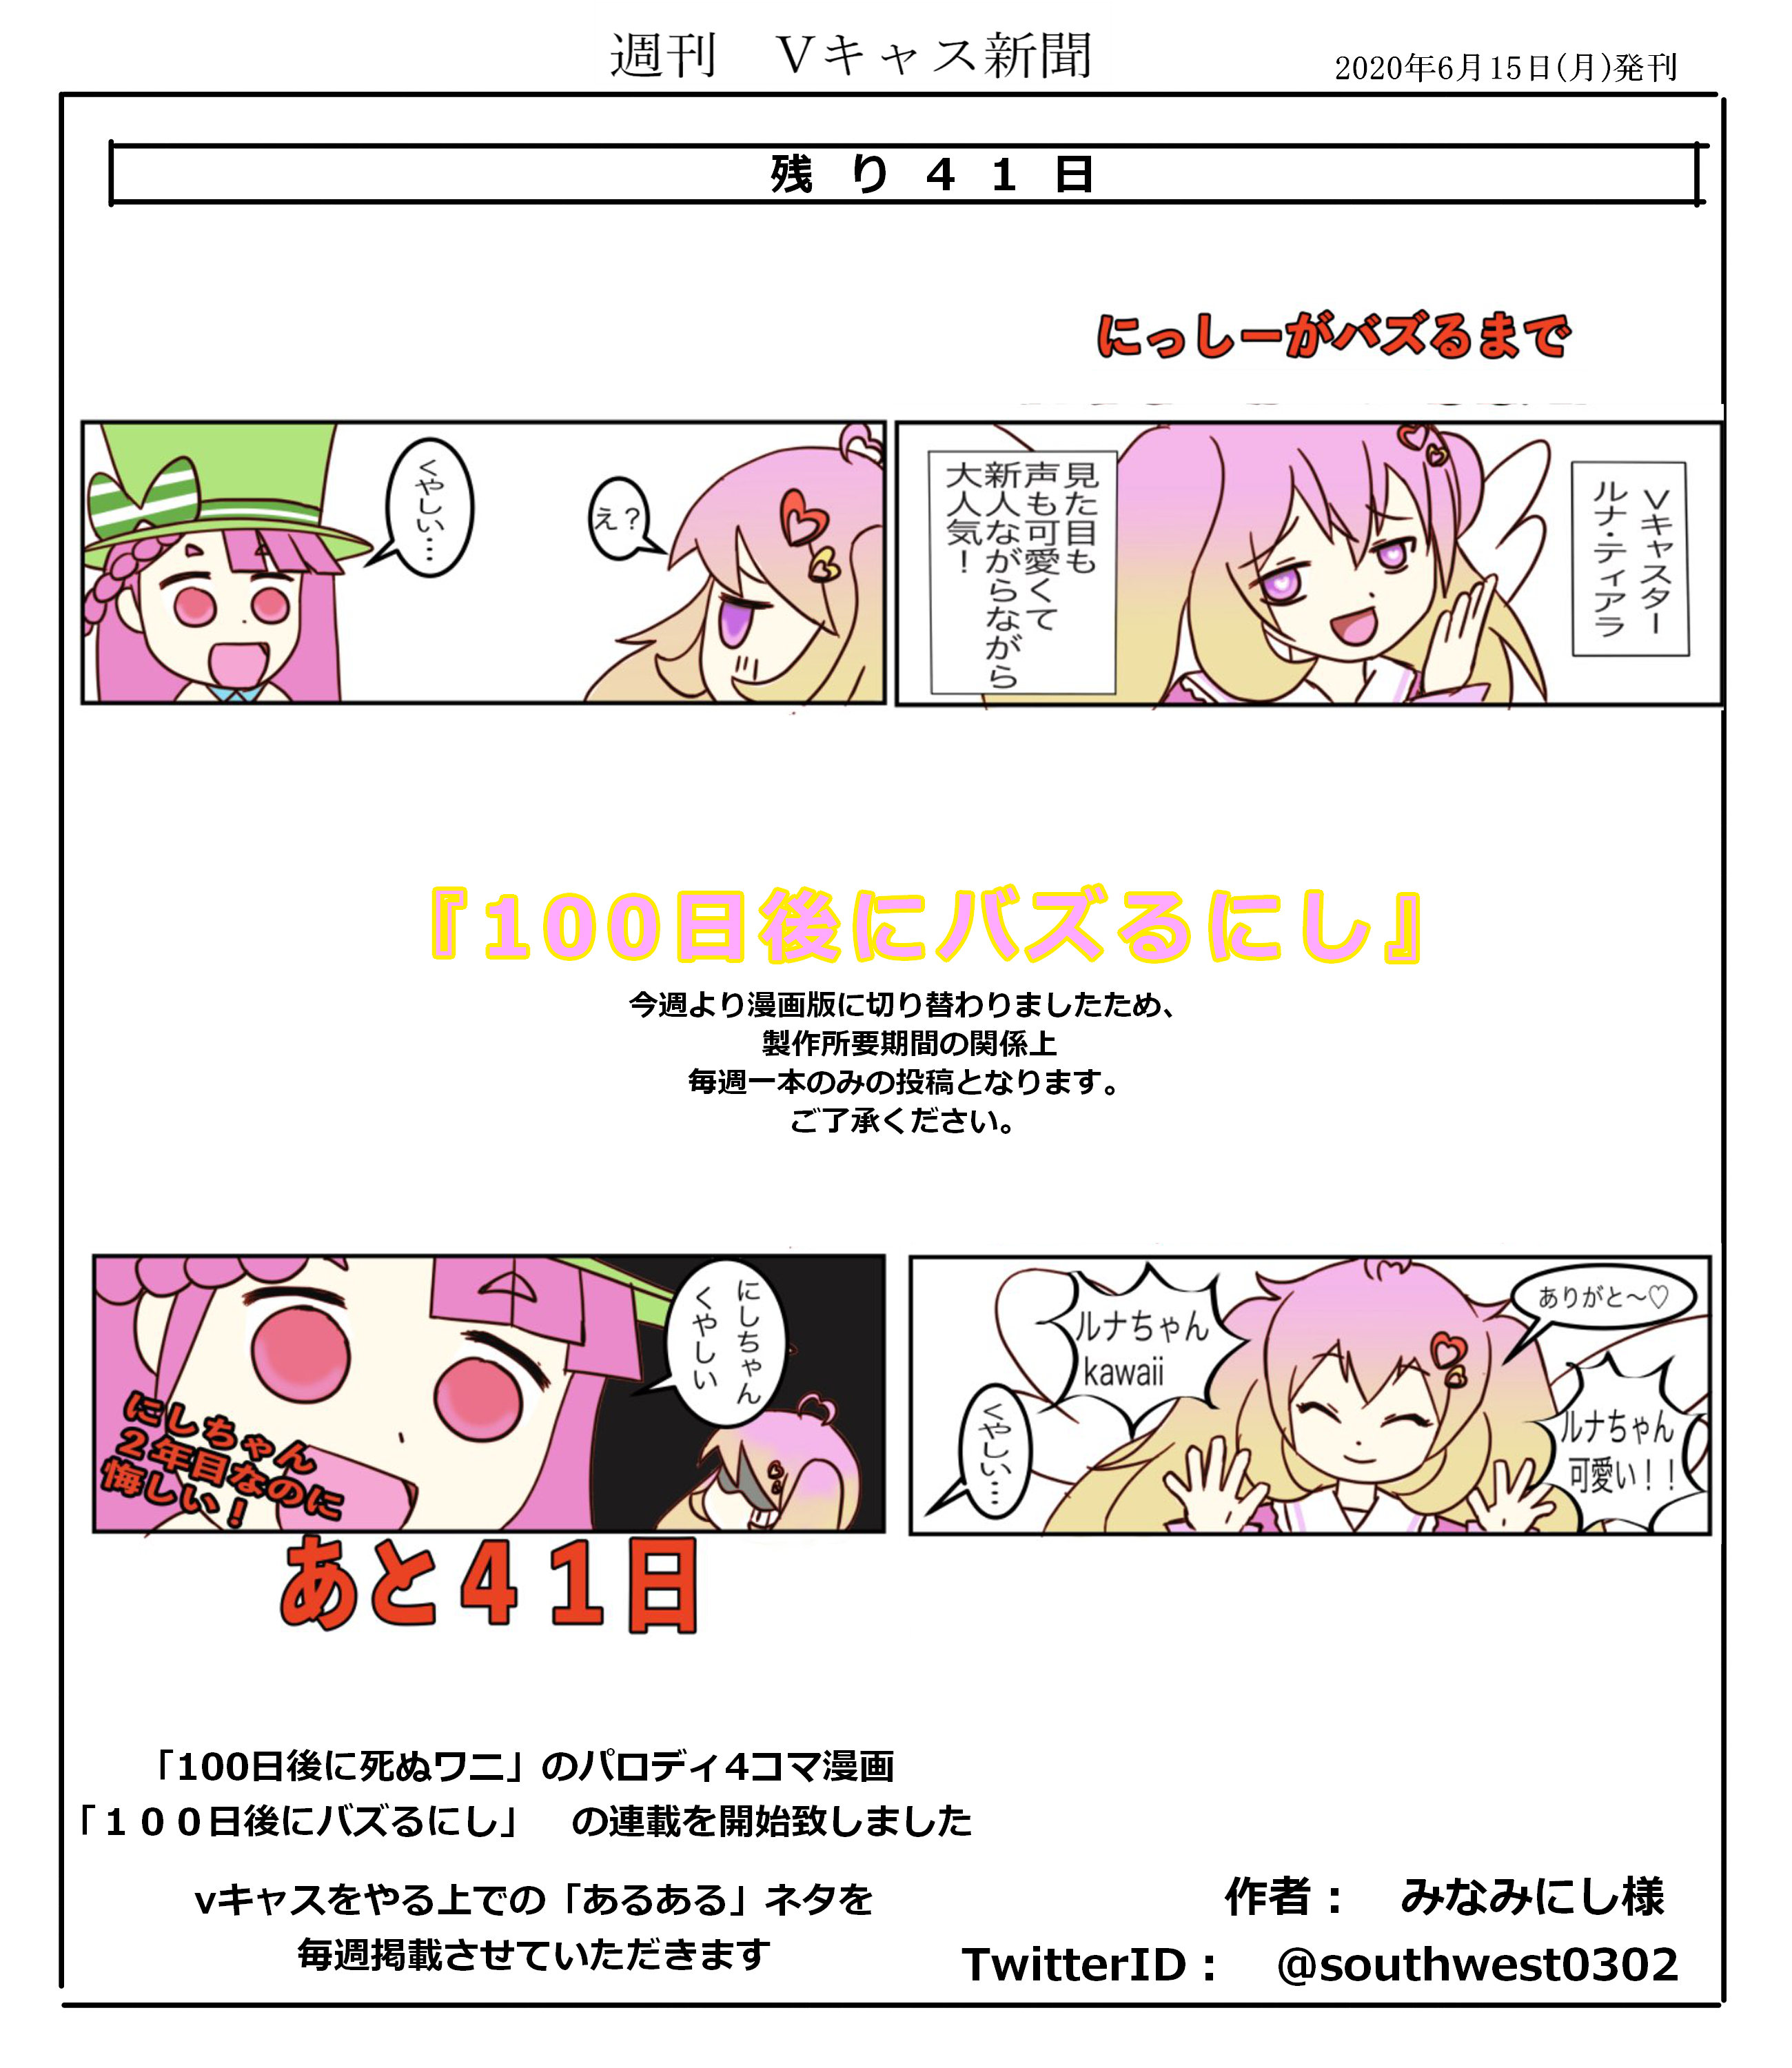 週刊　Vキャス新聞
2020年6月15日(月)発刊
残り４１日
にっしーがバズるまで
Vキャスター
ルナ・ティアラ
見た目も
声も可愛くて
新人ながらながら
大人気！
え？
くやしい…
『100日後にバズるにし』
今週より漫画版に切り替わりましたため、
製作所要期間の関係上
毎週一本のみの投稿となります。
ご了承ください。
ありがと～♡
ルナちゃん
kawaii
ルナちゃん
可愛い！！
くやしい…
にしちゃん
くやしい
にしちゃん
２年目なのに
悔しい！
あと４１日
「100日後に死ぬワニ」のパロディ4コマ漫画
「１００日後にバズるにし」　の連載を開始致しました
vキャスをやる上での「あるある」ネタを
毎週掲載させていただきます
作者：　みなみにし様
TwitterID：　@southwest0302